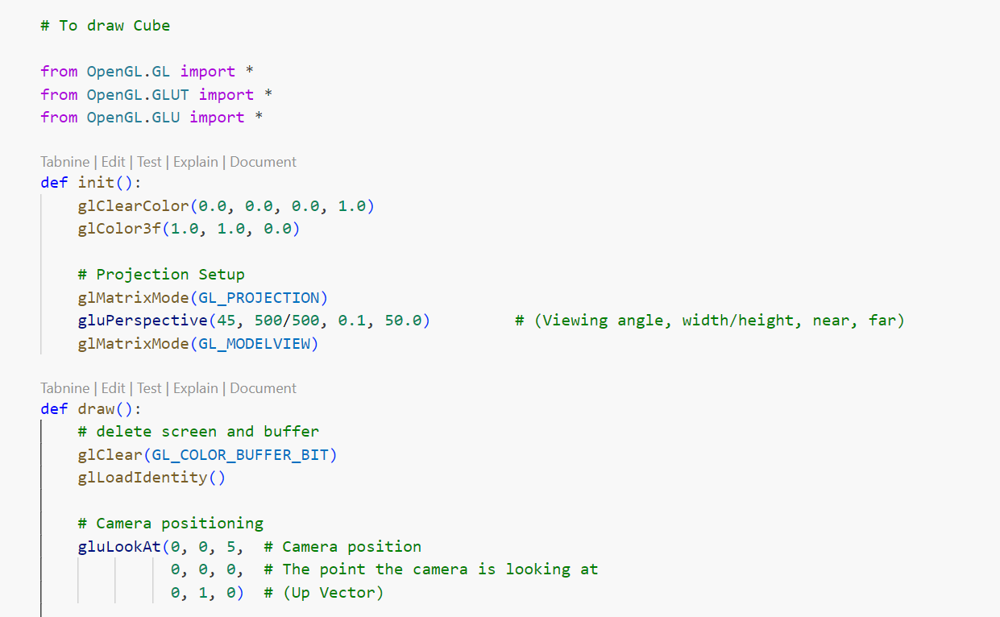 # To draw Cube
from OpenGL.GL import *
from OpenGL.GLUT import *
from OpenGL.GLU import *
Tabnine | Edit | Test | Explain | Document
def init():
    glClearColor(0.0, 0.0, 0.0, 1.0)
    glColor3f(1.0, 1.0, 0.0)
    # Projection Setup
    glMatrixMode(GL_PROJECTION)
    gluPerspective(45, 500/500, 0.1, 50.0)         # (Viewing angle, width/height, near, far)
    glMatrixMode(GL_MODELVIEW)
Tabnine | Edit | Test | Explain | Document
def draw():
    # delete screen and buffer
    glClear(GL_COLOR_BUFFER_BIT)
    glLoadIdentity()
    # Camera positioning
    gluLookAt(0, 0, 5,  # Camera position
              0, 0, 0,  # The point the camera is looking at
              0, 1, 0)  # (Up Vector)